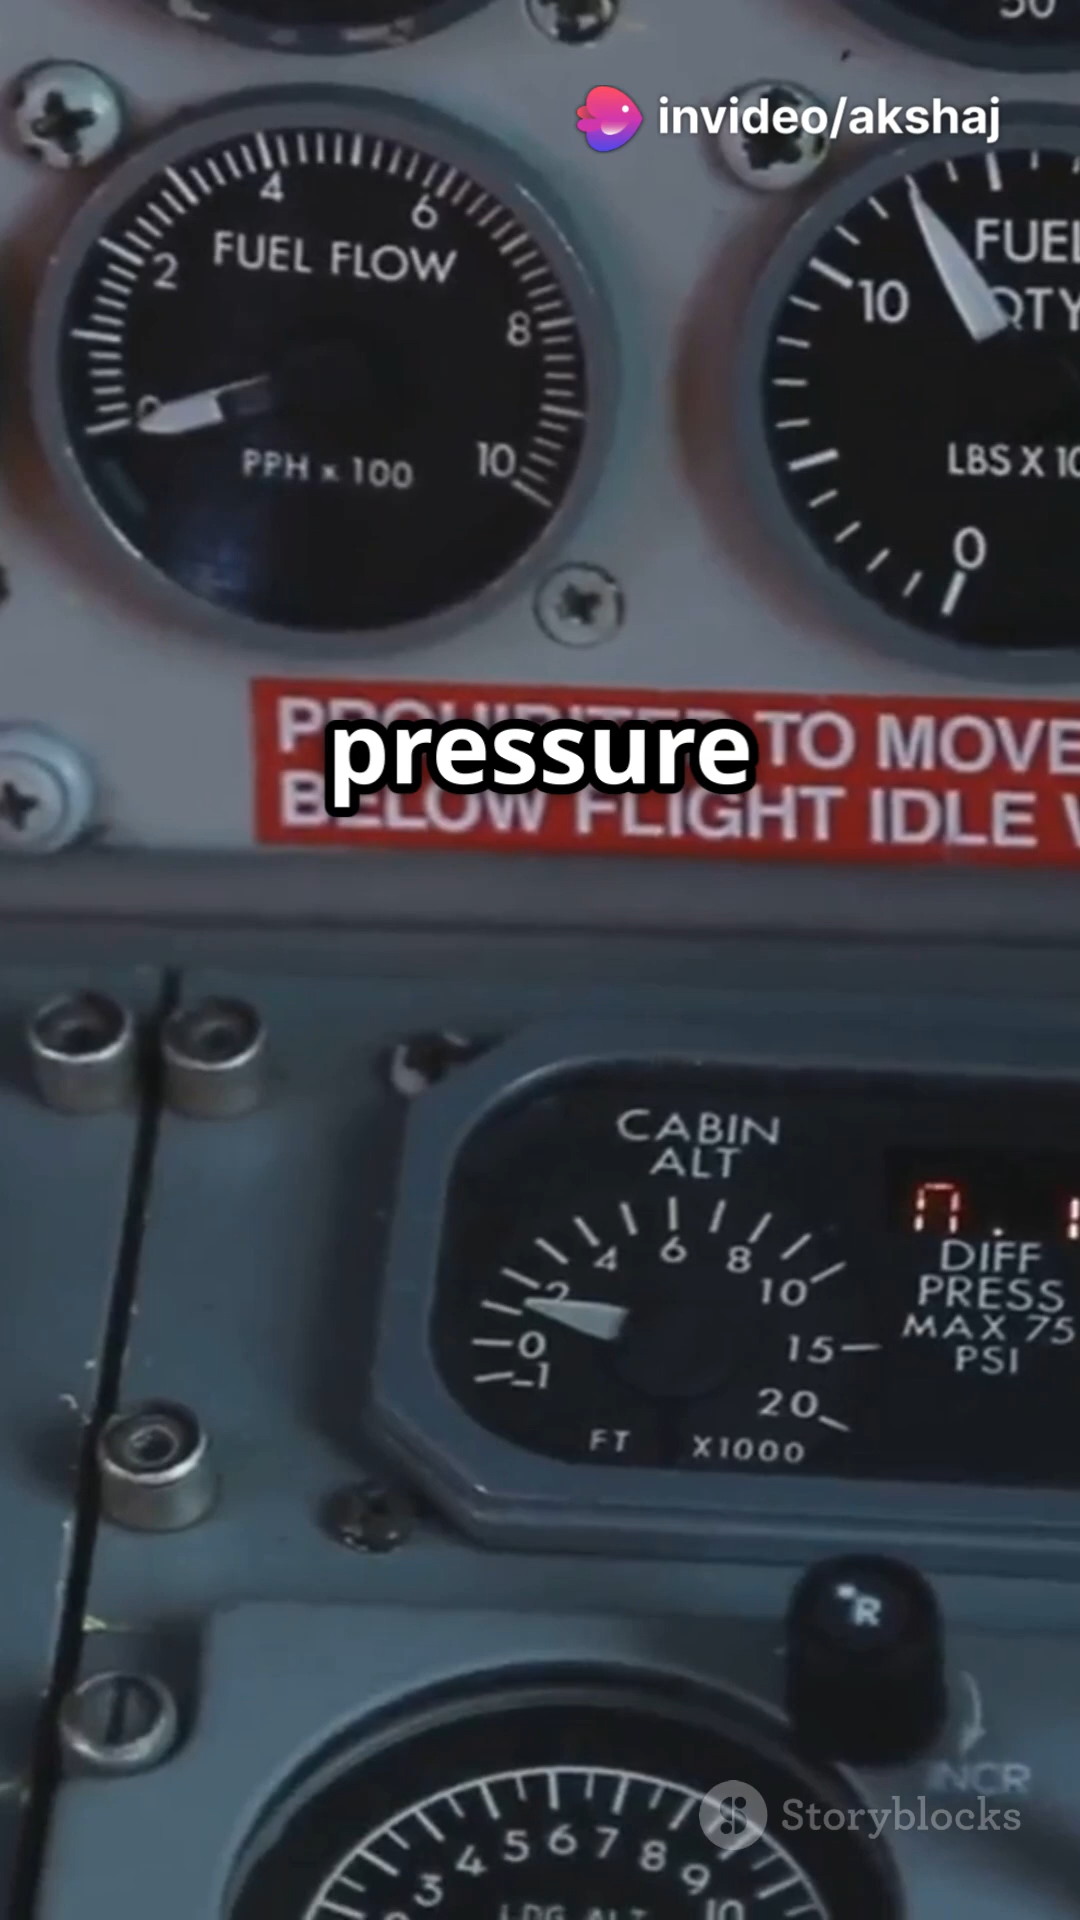 50
invideo/akshaj
4
6
2
FUEL FLOW
8
0
PPH x 100
10
FUEL
10
QTY
LBS X 10
0
PROHIBITED TO MOVE
pressure
BELOW FLIGHT IDLE
CABIN
ALT
4
6
8
2
10
0
15
-1
20
FT X1000
DIFF
PRESS
MAX 75
PSI
R
INCR
Storyblocks
3
4
5
6
7
8
9
10
LDG ALT